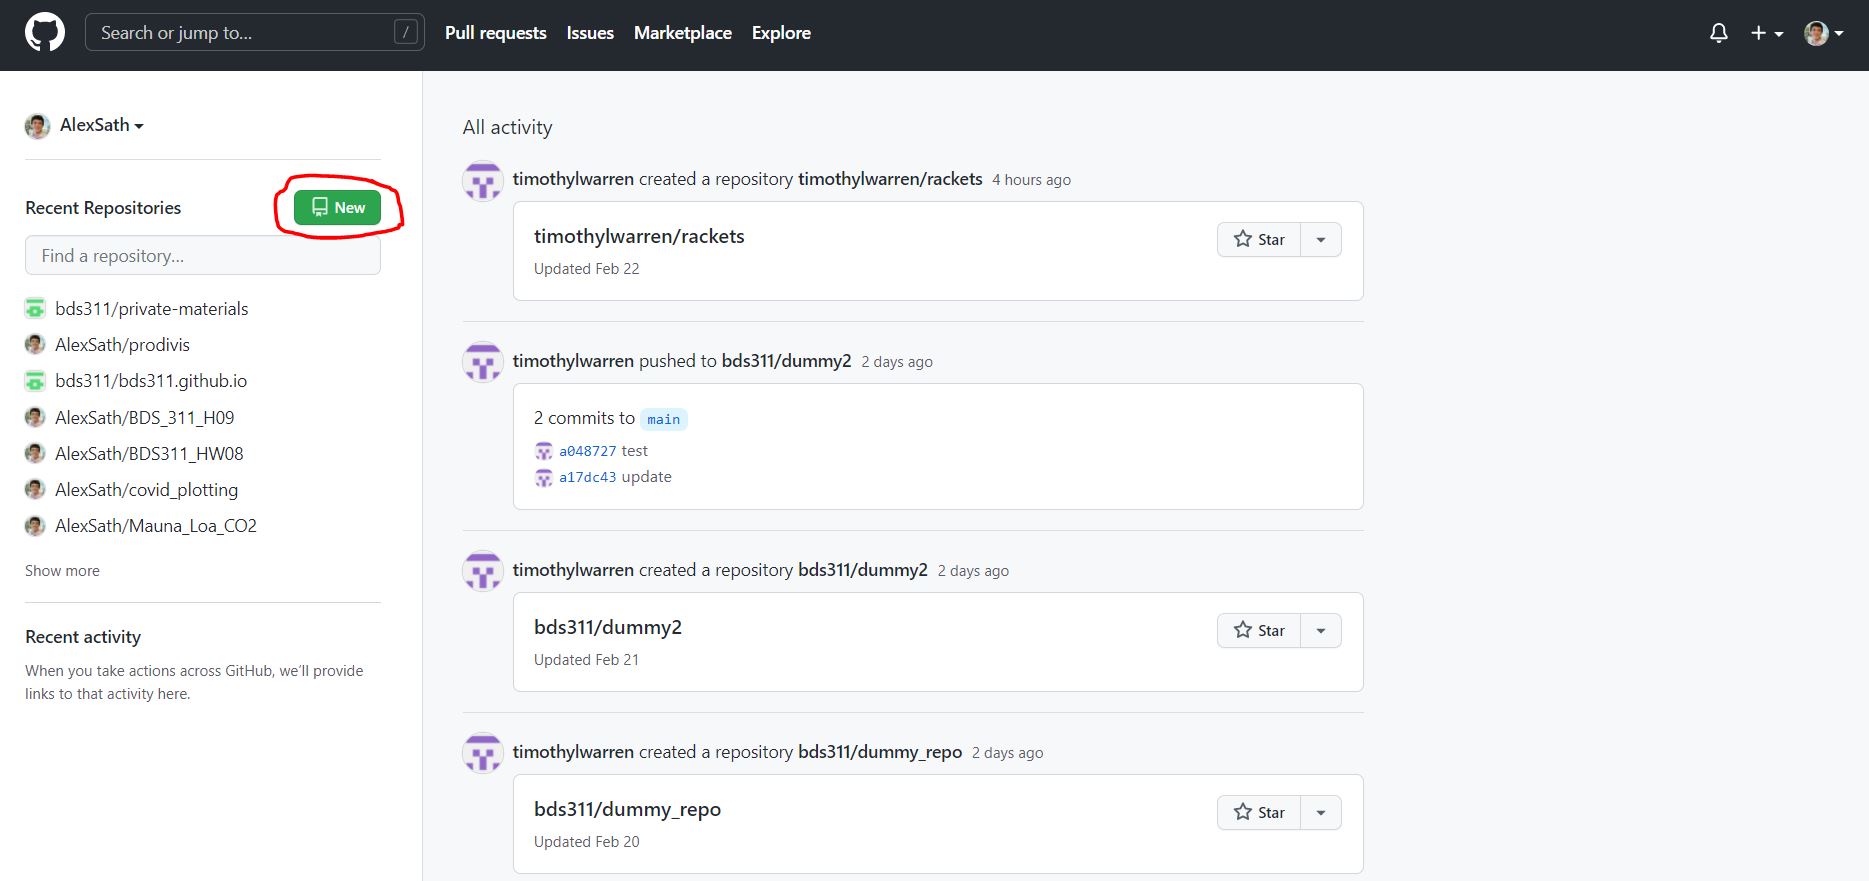 Search or jump to... / Pull requests Issues Marketplace Explore
AlexSath
Recent Repositories New
Find a repository...
bds311/private-materials
AlexSath/prodivis
bds311/bds311.github.io
AlexSath/BDS_311_H09
AlexSath/BDS311_HW08
AlexSath/covid_plotting
AlexSath/Mauna_Loa_CO2
Show more
Recent activity
When you take actions across GitHub, we'll provide
links to that activity here.
All activity
timothylwarren created a repository timothylwarren/rackets 4 hours ago
timothylwarren/rackets Star
Updated Feb 22
timothylwarren pushed to bds311/dummy2 2 days ago
2 commits to main
a048727 test
a17dc43 update
timothylwarren created a repository bds311/dummy2 2 days ago
bds311/dummy2 Star
Updated Feb 21
timothylwarren created a repository bds311/dummy_repo 2 days ago
bds311/dummy_repo Star
Updated Feb 20